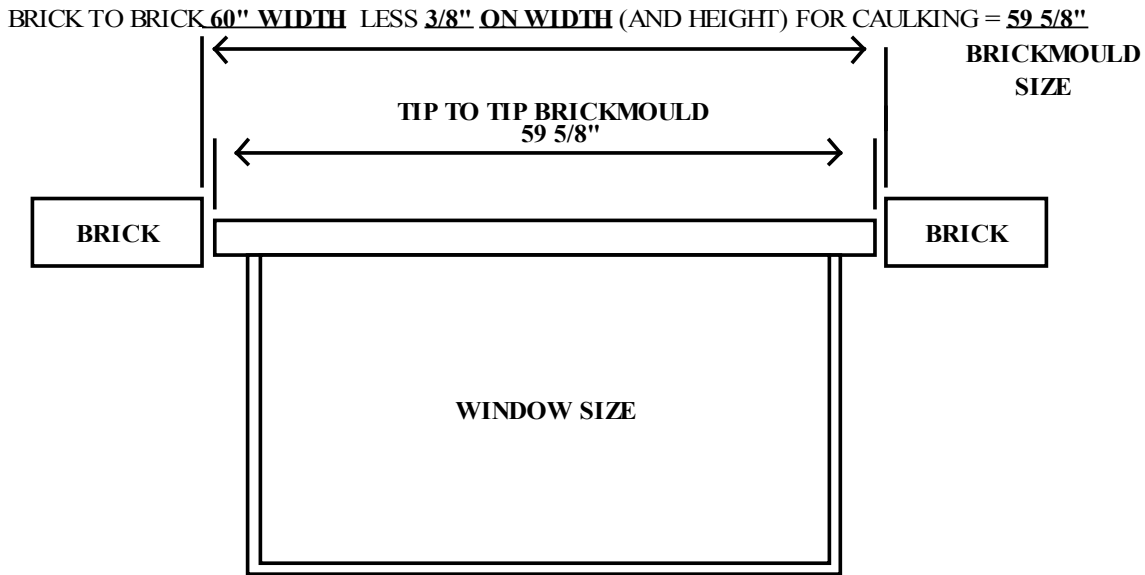 BRICK TO BRICK 60" WIDTH LESS 3/8" ON WIDTH (AND HEIGHT) FOR CAULKING = 59 5/8"
BRICKMOULD
SIZE
TIP TO TIP BRICKMOULD
59 5/8"
BRICK
BRICK
WINDOW SIZE